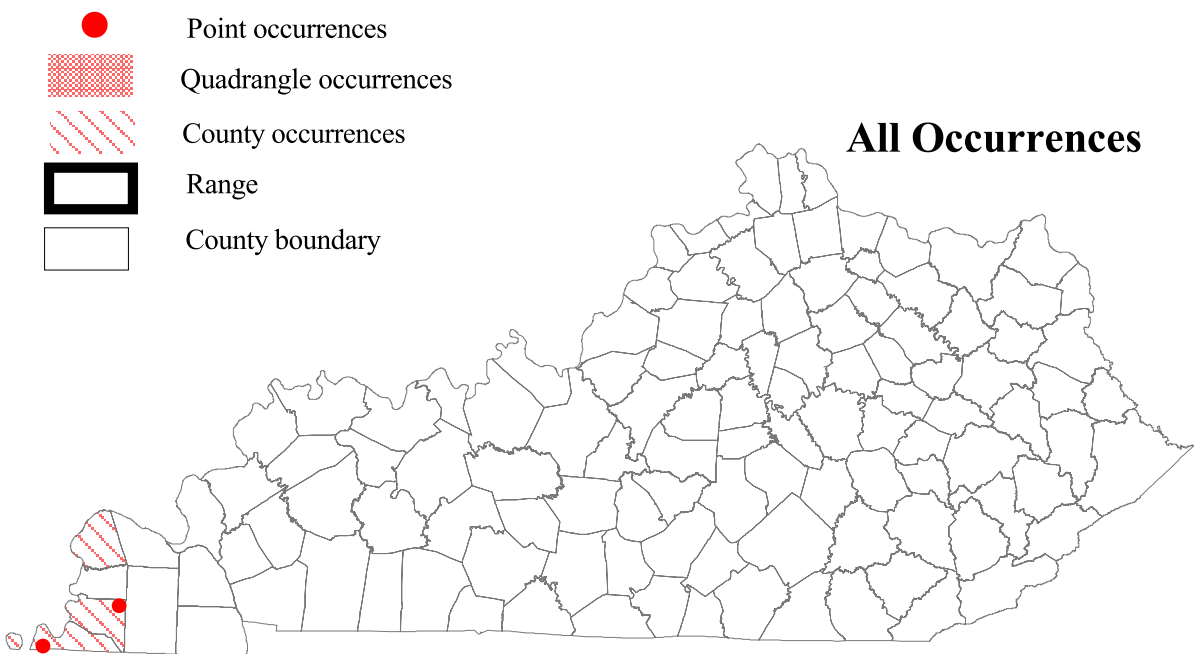 Point occurrences
Quadrangle occurrences
County occurrences
Range
County boundary
All Occurrences